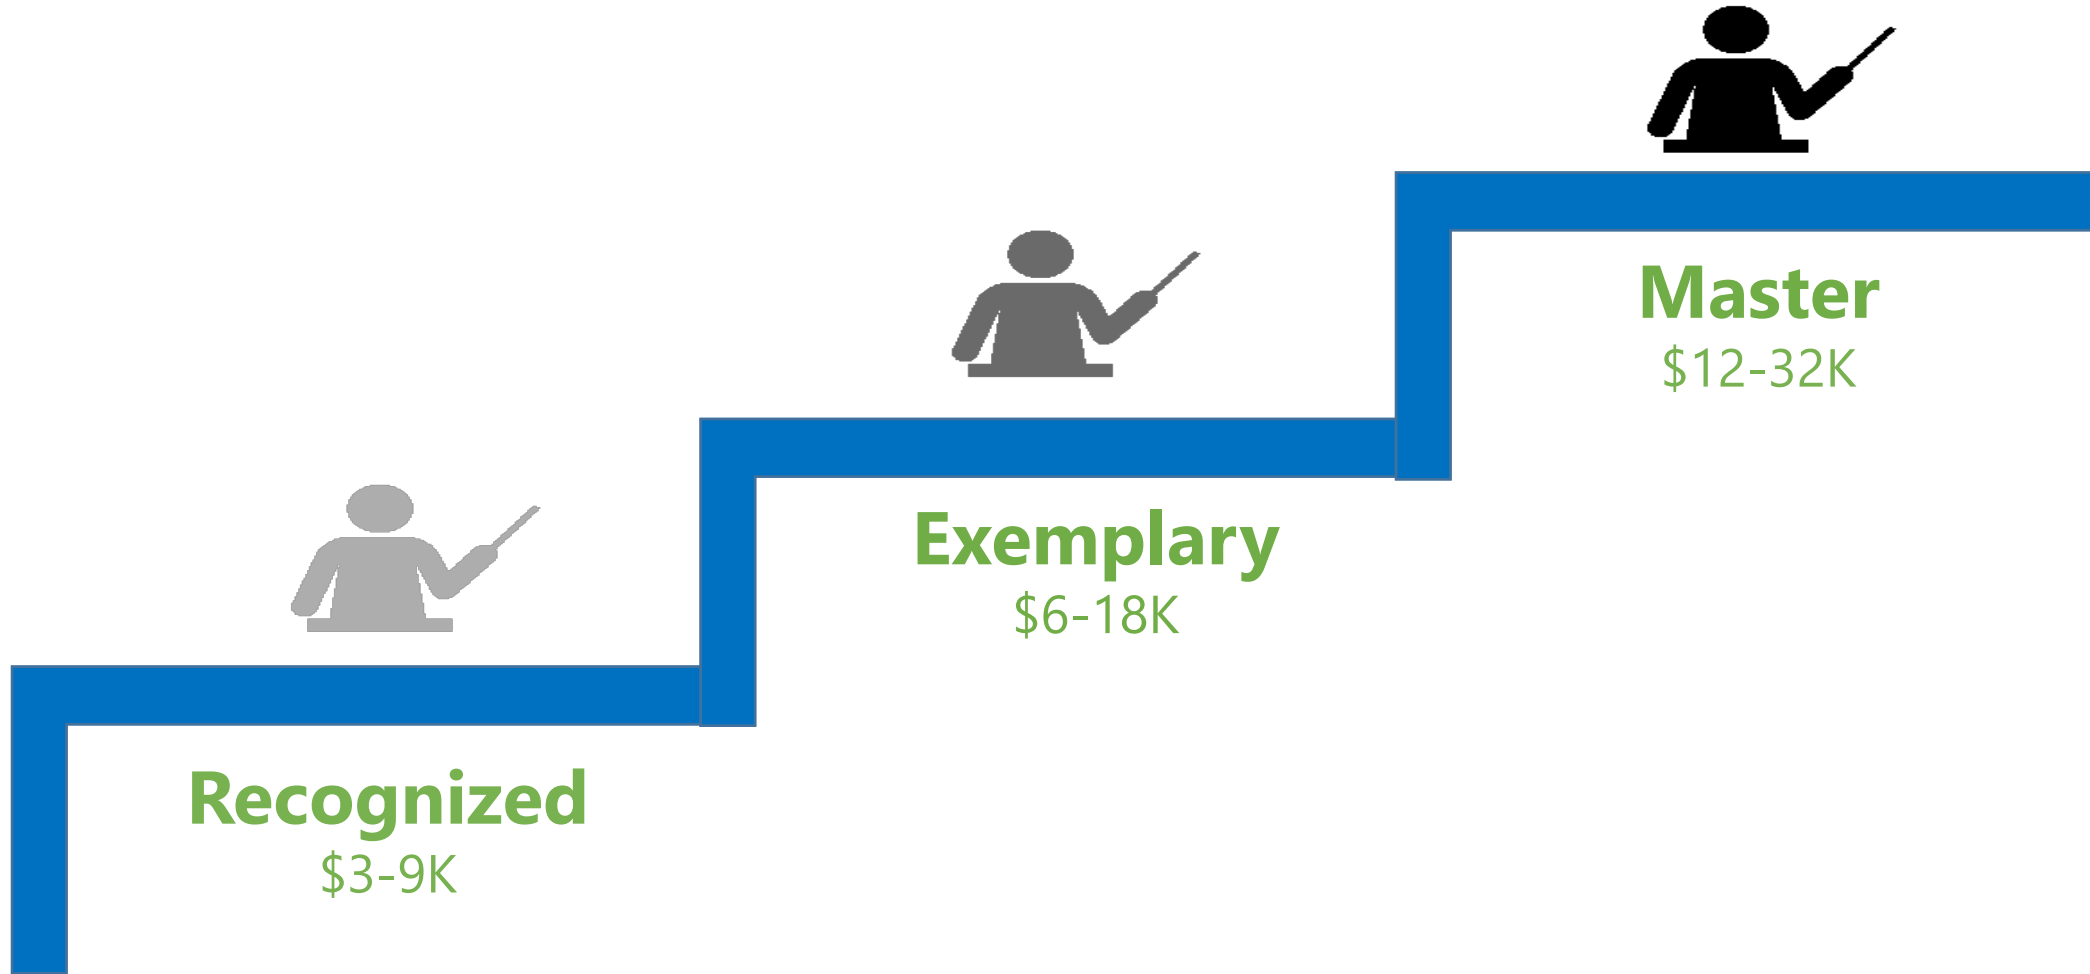 Master
$12-32K
Exemplary
$6-18K
Recognized
$3-9K